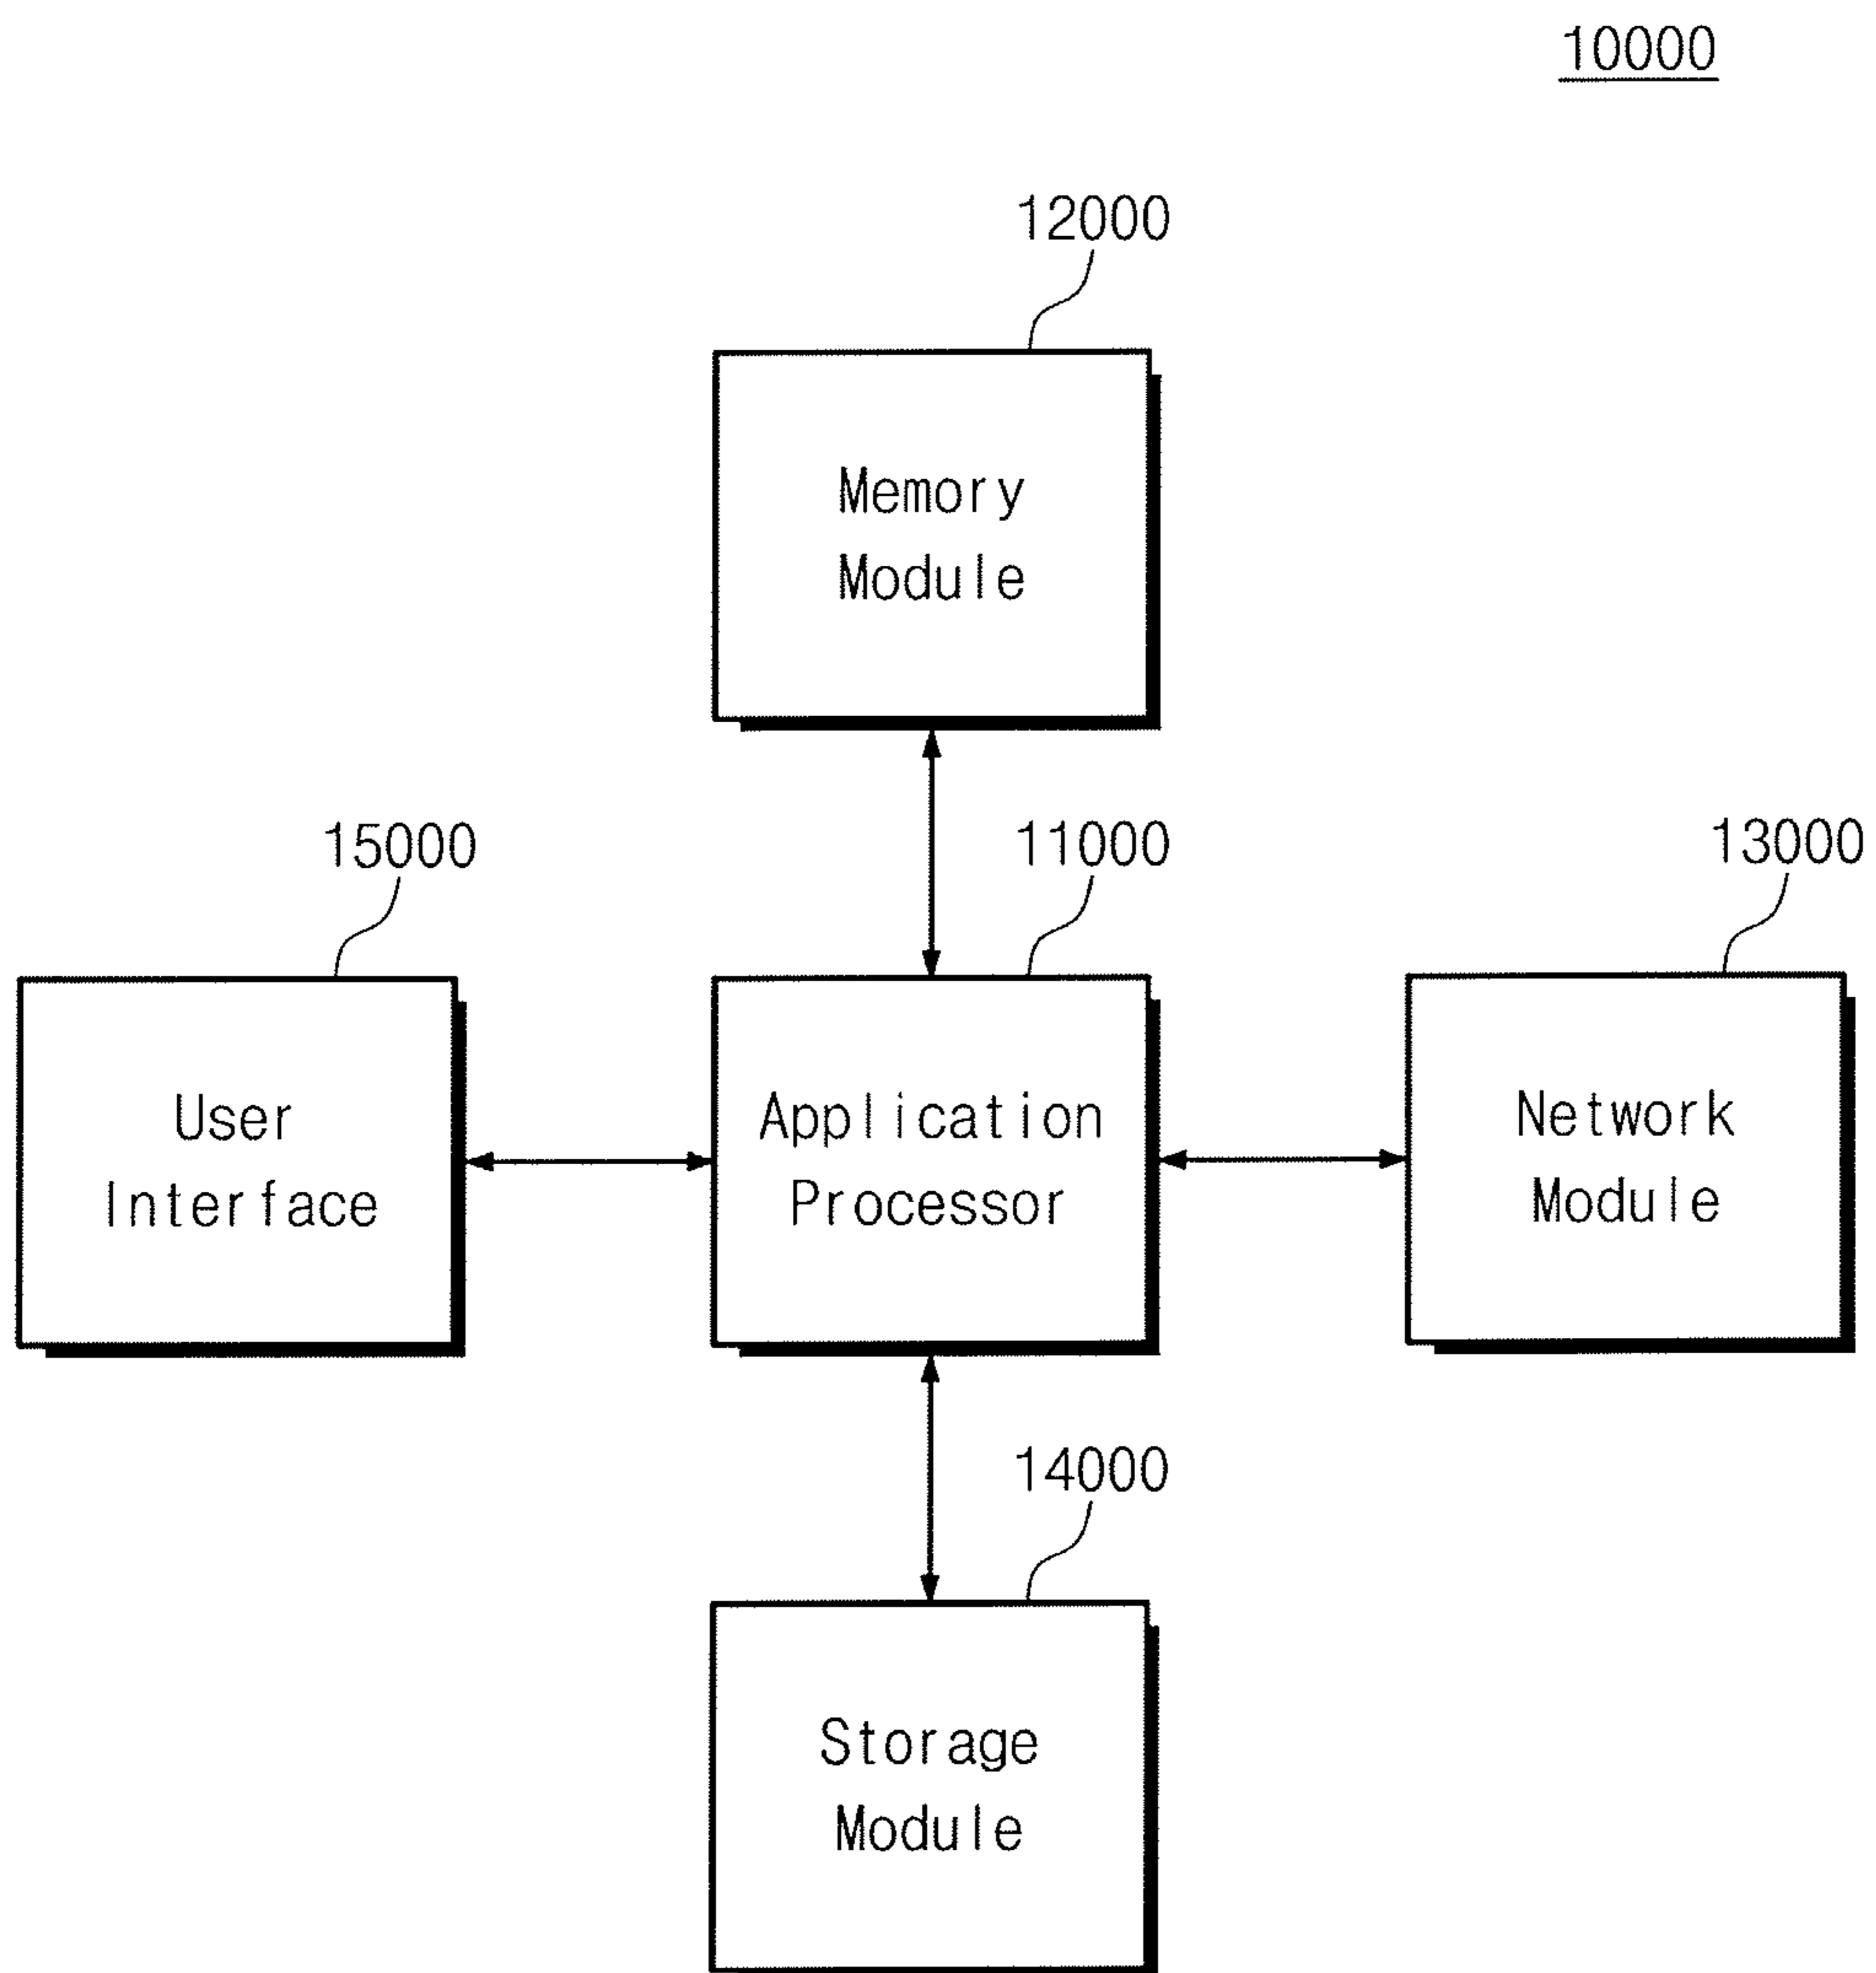 10000
12000
Memory
Module
15000
11000
13000
User
Interface
Application
Processor
Network
Module
14000
Storage
Module